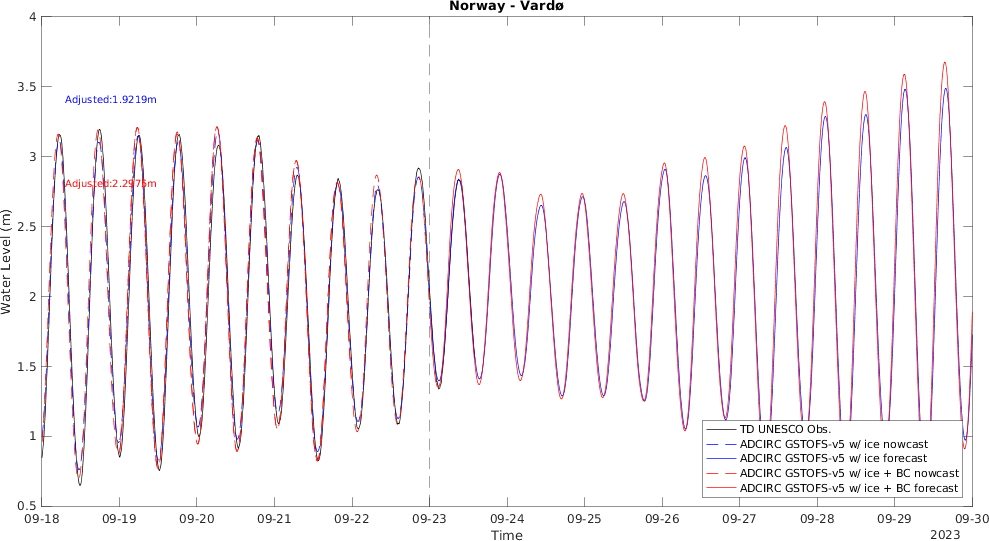 Norway - Vardø
4
3.5
3
2.5
2
1.5
1
0.5
Water Level (m)
Adjusted:1.9219m
Adjusted:2.2975m
TD UNESCO Obs.
ADCIRC GSTOFS-v5 w/ ice nowcast
ADCIRC GSTOFS-v5 w/ ice forecast
ADCIRC GSTOFS-v5 w/ ice + BC nowcast
ADCIRC GSTOFS-v5 w/ ice + BC forecast
09-18 09-19 09-20 09-21 09-22 09-23 09-24 09-25 09-26 09-27 09-28 09-29 09-30
Time
2023